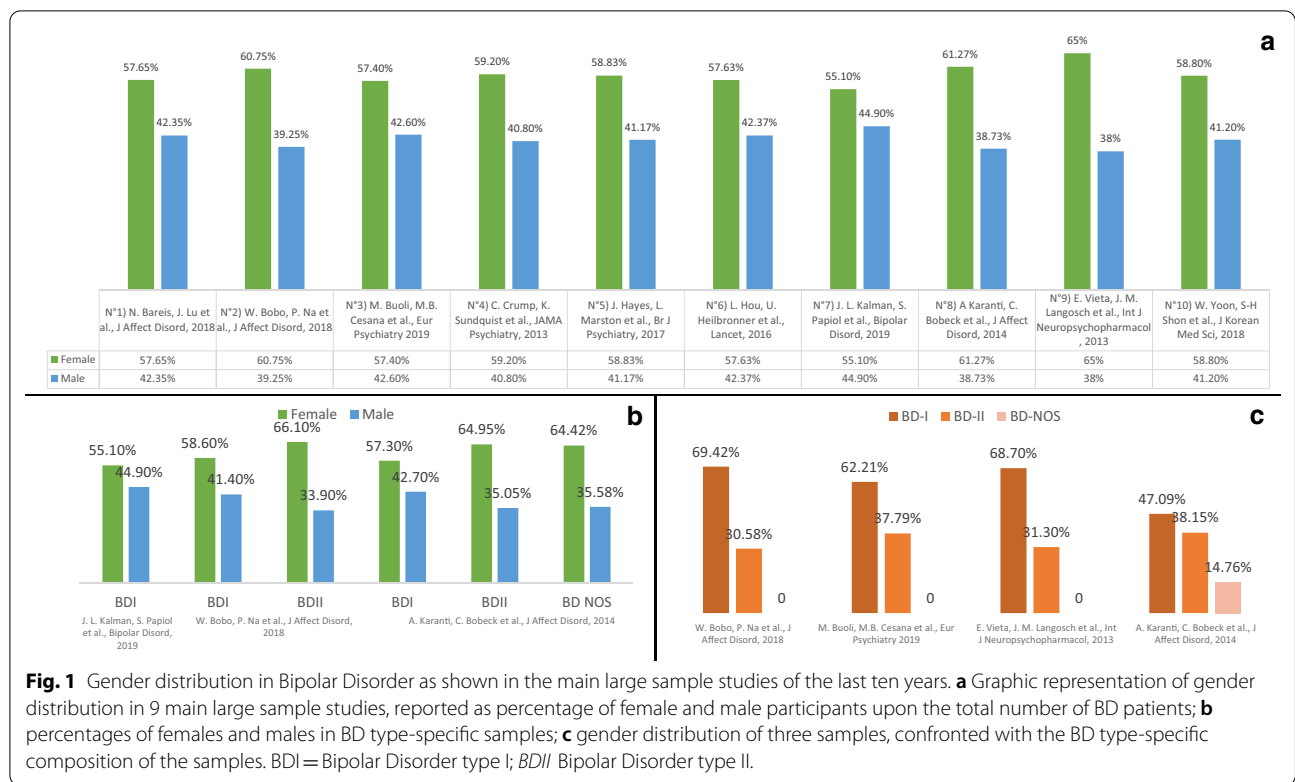 a
57.65% 42.35% 60.75% 39.25% 57.40% 42.60% 59.20% 40.80% 58.83% 41.17% 57.63% 42.37% 55.10% 44.90% 61.27% 38.73% 65% 38% 58.80% 41.20%
N°1) N. Bareis, J. Lu et
al., J Affect Disord, 2018
N°2) W. Bobo, P. Na et
al., J Affect Disord, 2018
N°3) M. Buoli, M.B.
Cesana et al., Eur
Psychiatry 2019
N°4) C. Crump, K.
Sundquist et al., JAMA
Psychiatry, 2013
N°5) J. Hayes, L.
Marston et al., Br J
Psychiatry, 2017
N°6) L. Hou, U.
Heilbronner et al.,
Lancet, 2016
N°7) J. L. Kalman, S.
Papiol et al., Bipolar
Disord, 2019
N°8) A Karanti, C.
Bobeck et al., J Affect
Disord, 2014
N°9) E. Vieta, J. M.
Langosch et al., Int J
Neuropsychopharmacol
, 2013
N°10) W. Yoon, S-H
Shon et al., J Korean
Med Sci, 2018
Female 57.65% 60.75% 57.40% 59.20% 58.83% 57.63% 55.10% 61.27% 65% 58.80%
Male 42.35% 39.25% 42.60% 40.80% 41.17% 42.37% 44.90% 38.73% 38% 41.20%
b
Female Male
55.10% 44.90% 58.60% 41.40% 66.10% 33.90% 57.30% 42.70% 64.95% 35.05% 64.42% 35.58%
BDI BDI BDII BDI BDII BD NOS
J. L. Kalman, S. Papiol
et al., Bipolar Disord,
2019
W. Bobo, P. Na et al., J Affect Disord,
2018
A. Karanti, C. Bobeck et al., J Affect Disord, 2014
c
BD-I BD-II BD-NOS
69.42% 30.58% 0 62.21% 37.79% 0 68.70% 31.30% 0 47.09% 38.15% 14.76%
W. Bobo, P. Na et al., J
Affect Disord, 2018
M. Buoli, M.B. Cesana et al., Eur
Psychiatry 2019
E. Vieta, J. M. Langosch et al., Int
J Neuropsychopharmacol, 2013
A. Karanti, C. Bobeck et al., J
Affect Disord, 2014
Fig. 1 Gender distribution in Bipolar Disorder as shown in the main large sample studies of the last ten years. a Graphic representation of gender
distribution in 9 main large sample studies, reported as percentage of female and male participants upon the total number of BD patients; b
percentages of females and males in BD type-specific samples; c gender distribution of three samples, confronted with the BD type-specific
composition of the samples. BDI = Bipolar Disorder type I; BDII Bipolar Disorder type II.